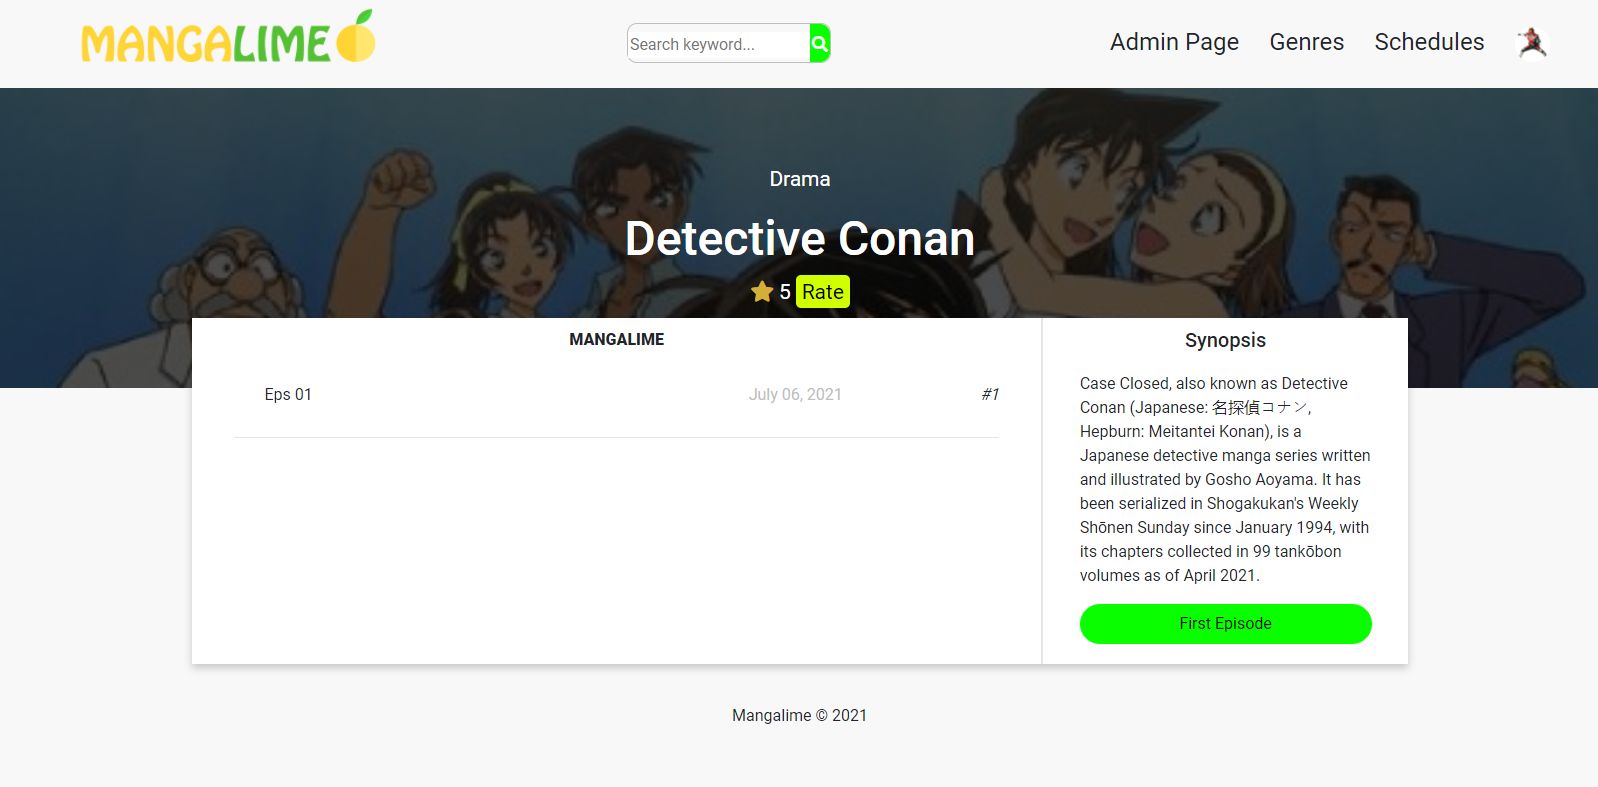 MANGALIME
Search keyword...
Admin Page
Genres
Schedules
Drama
Detective Conan
5 Rate
MANGALIME
Eps 01 July 06, 2021 #1
Synopsis
Case Closed, also known as Detective
Conan (Japanese: 名探偵コナン,
Hepburn: Meitantei Konan), is a
Japanese detective manga series written
and illustrated by Gosho Aoyama. It has
been serialized in Shogakukan's Weekly
Shōnen Sunday since January 1994, with
its chapters collected in 99 tankōbon
volumes as of April 2021.
First Episode
Mangalime © 2021